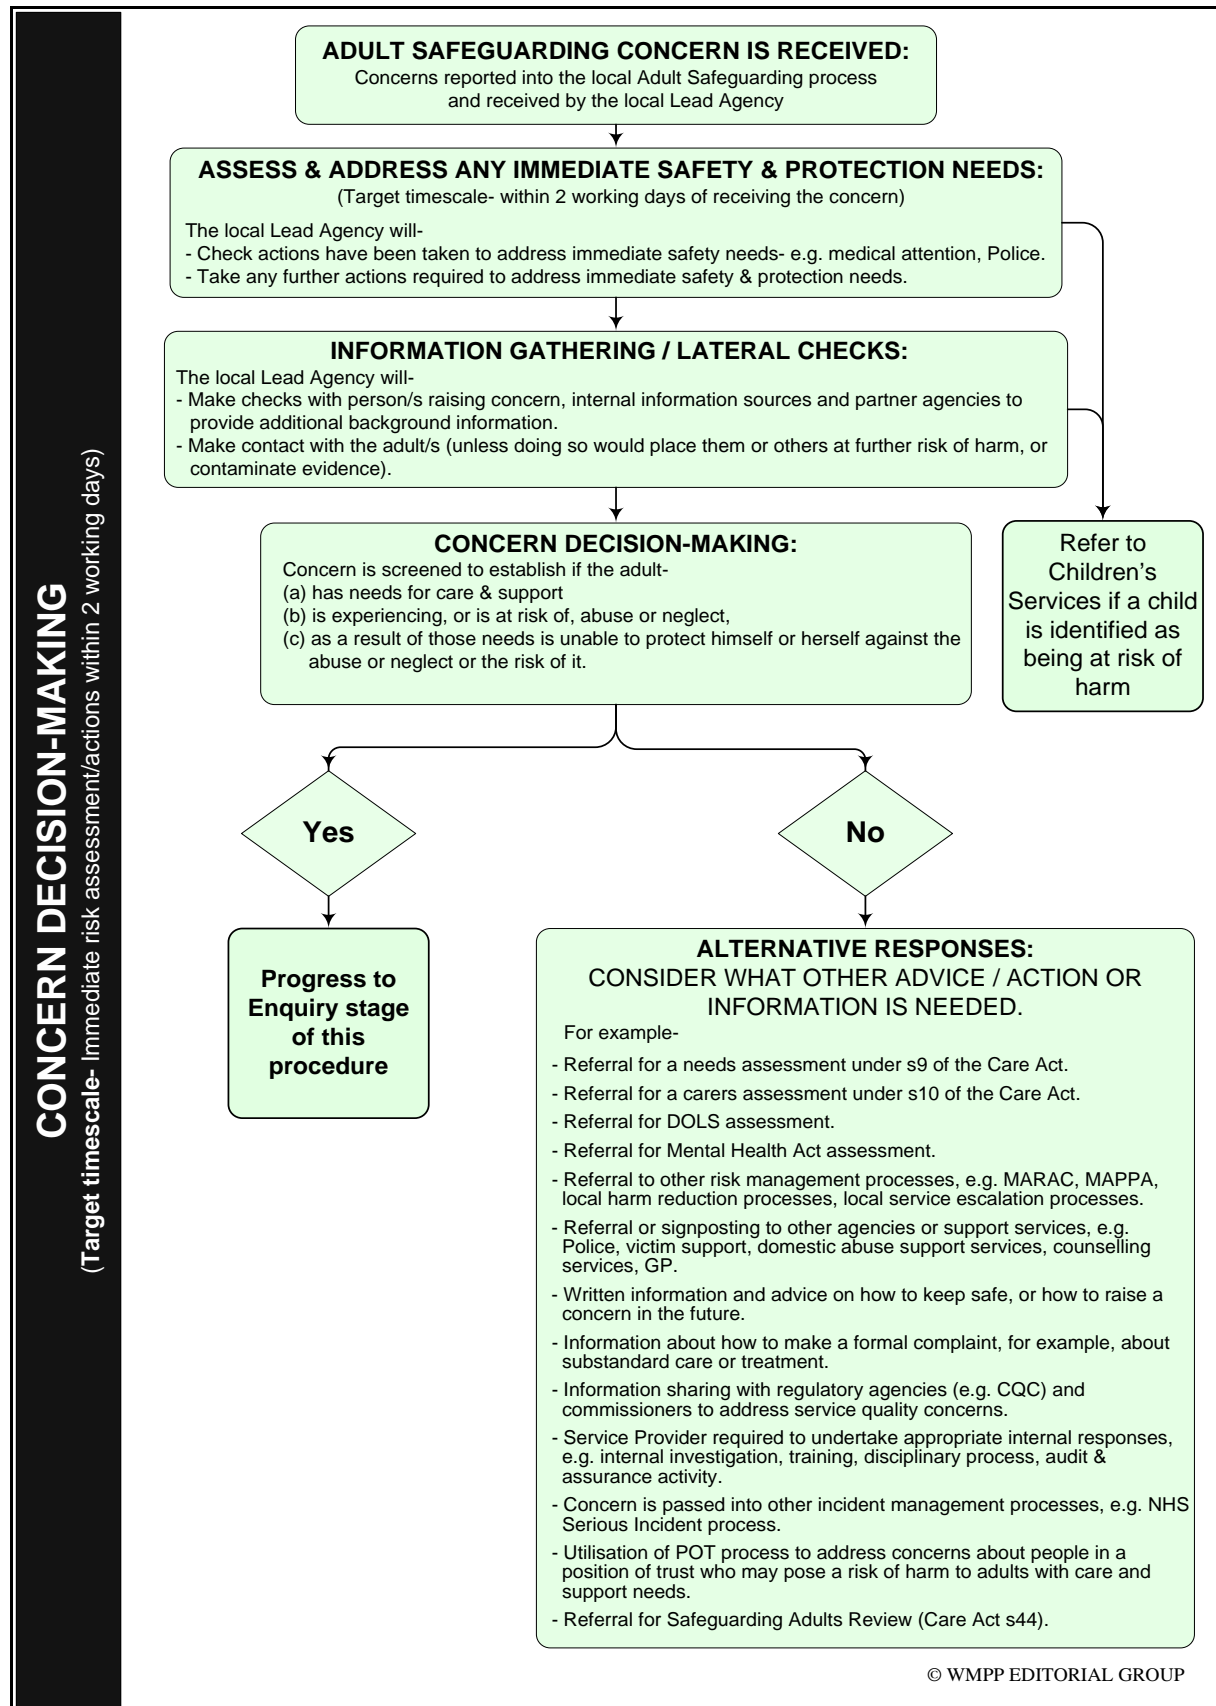 CONCERN DECISION-MAKING
(Target timescale- Immediate risk assessment/actions within 2 working days)
ADULT SAFEGUARDING CONCERN IS RECEIVED:
Concerns reported into the local Adult Safeguarding process
and received by the local Lead Agency
ASSESS & ADDRESS ANY IMMEDIATE SAFETY & PROTECTION NEEDS:
(Target timescale- within 2 working days of receiving the concern)
The local Lead Agency will-
- Check actions have been taken to address immediate safety needs- e.g. medical attention, Police.
- Take any further actions required to address immediate safety & protection needs.
INFORMATION GATHERING / LATERAL CHECKS:
The local Lead Agency will-
- Make checks with person/s raising concern, internal information sources and partner agencies to
provide additional background information.
- Make contact with the adult/s (unless doing so would place them or others at further risk of harm, or
contaminate evidence).
CONCERN DECISION-MAKING:
Concern is screened to establish if the adult-
(a) has needs for care & support
(b) is experiencing, or is at risk of, abuse or neglect,
(c) as a result of those needs is unable to protect himself or herself against the
abuse or neglect or the risk of it.
Refer to
Children's
Services if a child
is identified as
being at risk of
harm
Yes
No
Progress to
Enquiry stage
of this
procedure
ALTERNATIVE RESPONSES:
CONSIDER WHAT OTHER ADVICE / ACTION OR
INFORMATION IS NEEDED.
For example-
- Referral for a needs assessment under s9 of the Care Act.
- Referral for a carers assessment under s10 of the Care Act.
- Referral for DOLS assessment.
- Referral for Mental Health Act assessment.
- Referral to other risk management processes, e.g. MARAC, MAPPA,
local harm reduction processes, local service escalation processes.
- Referral or signposting to other agencies or support services, e.g.
Police, victim support, domestic abuse support services, counselling
services, GP.
- Written information and advice on how to keep safe, or how to raise a
concern in the future.
- Information about how to make a formal complaint, for example, about
substandard care or treatment.
- Information sharing with regulatory agencies (e.g. CQC) and
commissioners to address service quality concerns.
- Service Provider required to undertake appropriate internal responses,
e.g. internal investigation, training, disciplinary process, audit &
assurance activity.
- Concern is passed into other incident management processes, e.g. NHS
Serious Incident process.
- Utilisation of POT process to address concerns about people in a
position of trust who may pose a risk of harm to adults with care and
support needs.
- Referral for Safeguarding Adults Review (Care Act s44).
© WMPP EDITORIAL GROUP